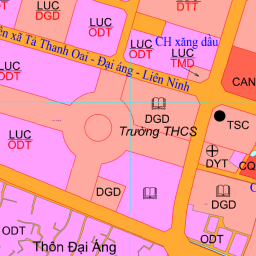 LUC
DGD
DTT
LUC
ODT
LUC
ODT
CH xăng dầu
ến xã Tả Thanh Oai - Đại áng - Liên Ninh
LUC
ODT
LUC
TMD
CAN
DGD
TSC
Trường THCS
LUC
ODT
DYT
CQ
DGD
DGD
ODT
ODT
Thôn Đại Áng